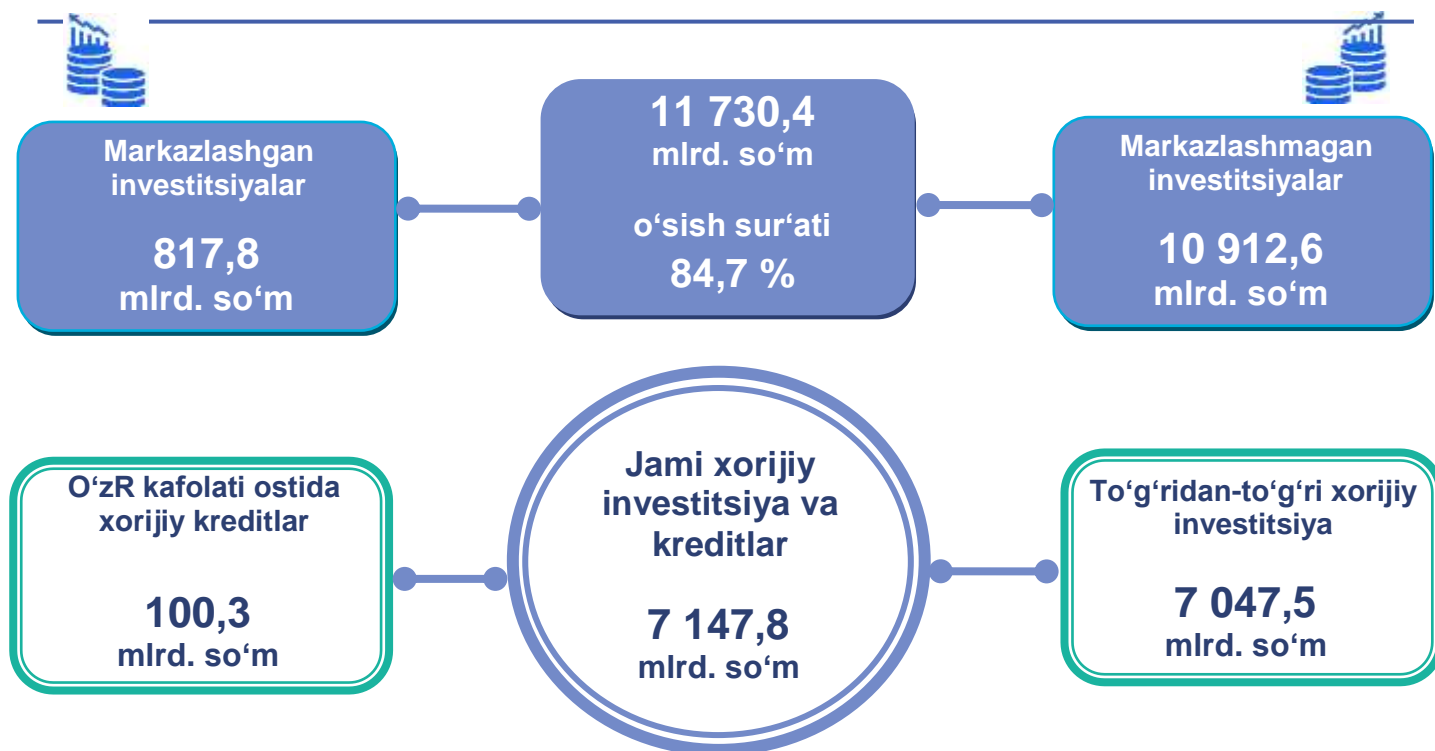 Markazlashgan
investitsiyalar
817,8
mlrd. so‘m
11 730,4
mlrd. so‘m
o‘sish sur‘ati
84,7 %
Markazlashmagan
investitsiyalar
10 912,6
mlrd. so‘m
O‘zR kafolati ostida
xorijiy kreditlar
100,3
mlrd. so‘m
Jami xorijiy
investitsiya va
kreditlar
7 147,8
mlrd. so‘m
To‘g‘ridan-to‘g‘ri xorijiy
investitsiya
7 047,5
mlrd. so‘m